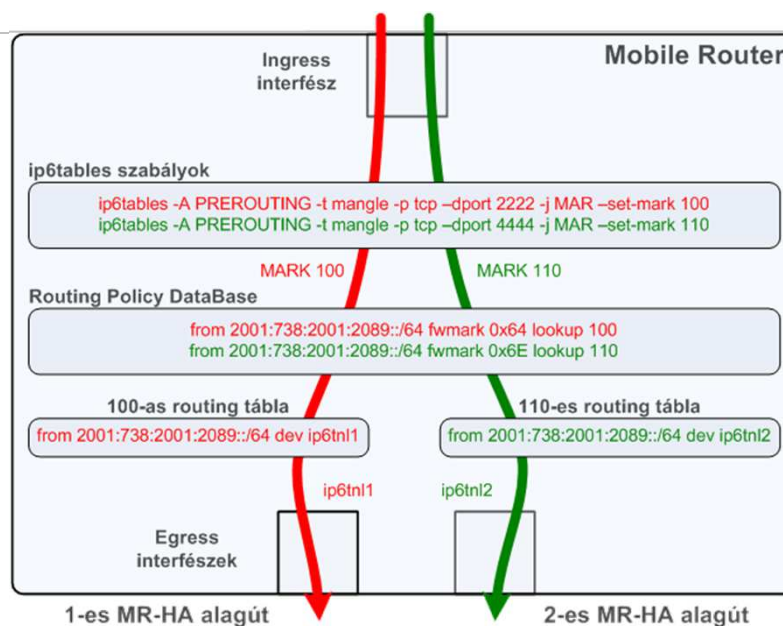 Mobile Router
Ingress
interfész
ip6tables szabályok
ip6tables -A PREROUTING -t mangle -p tcp –dport 2222 -j MAR –set-mark 100
ip6tables -A PREROUTING -t mangle -p tcp –dport 4444 -j MAR –set-mark 110
MARK 100
MARK 110
Routing Policy DataBase
from 2001:738:2001:2089::/64 fwmark 0x64 lookup 100
from 2001:738:2001:2089::/64 fwmark 0x6E lookup 110
100-as routing tábla
110-es routing tábla
from 2001:738:2001:2089::/64 dev ip6tnl1
from 2001:738:2001:2089::/64 dev ip6tnl2
ip6tnl1
ip6tnl2
Egress
interfészek
1-es MR-HA alagút
2-es MR-HA alagút